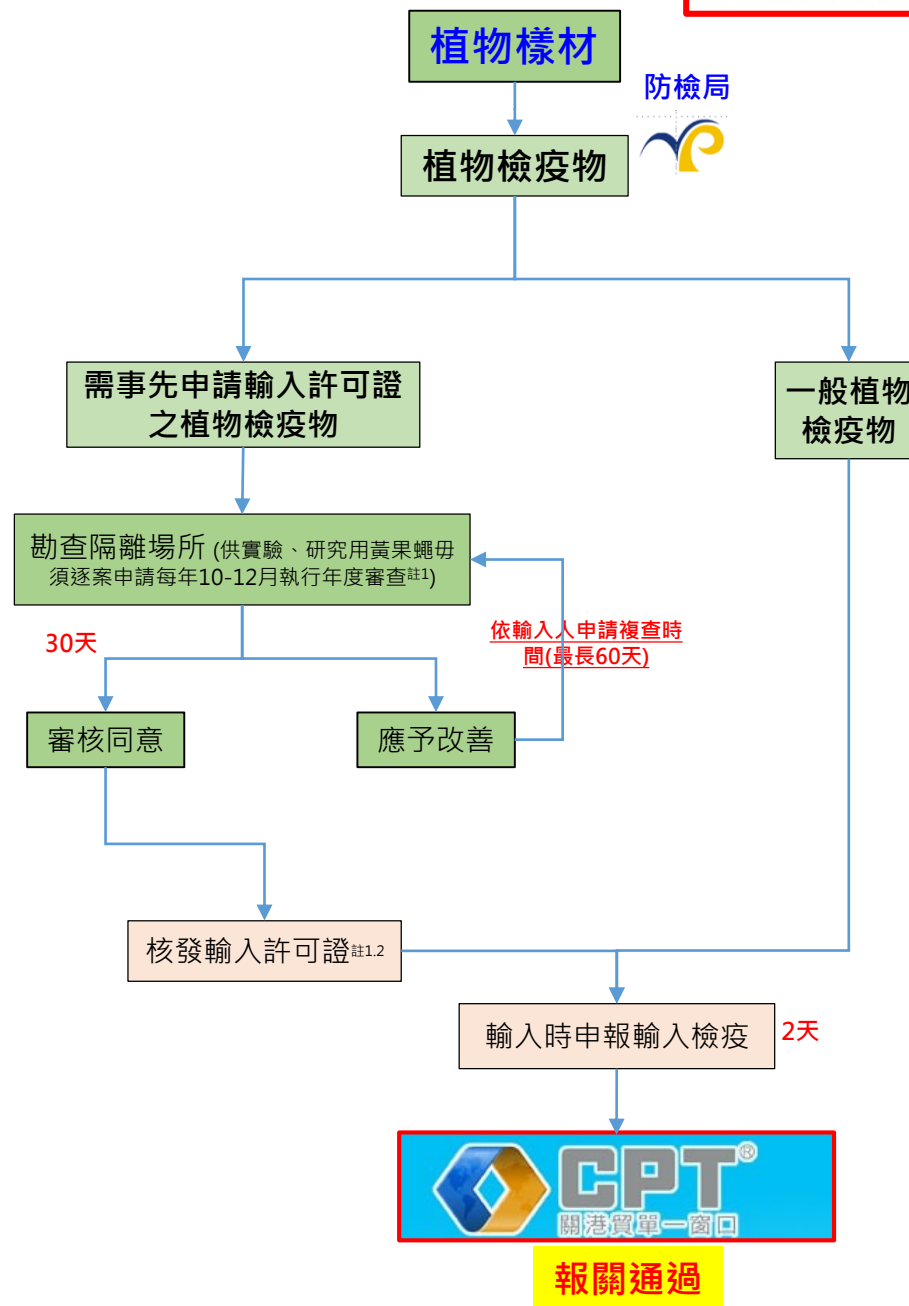 植物樣材
防檢局
植物檢疫物
需事先申請輸入許可證
之植物檢疫物
一般植物
檢疫物
勘查隔離場所 (供實驗、研究用黃果蠅毋
須逐案申請每年10-12月執行年度審查註1)
30天
依輸入人申請複查時
間(最長60天)
審核同意
應予改善
核發輸入許可證註1.2
輸入時申報輸入檢疫
2天
CPT®
關港貿單一窗口
報關通過